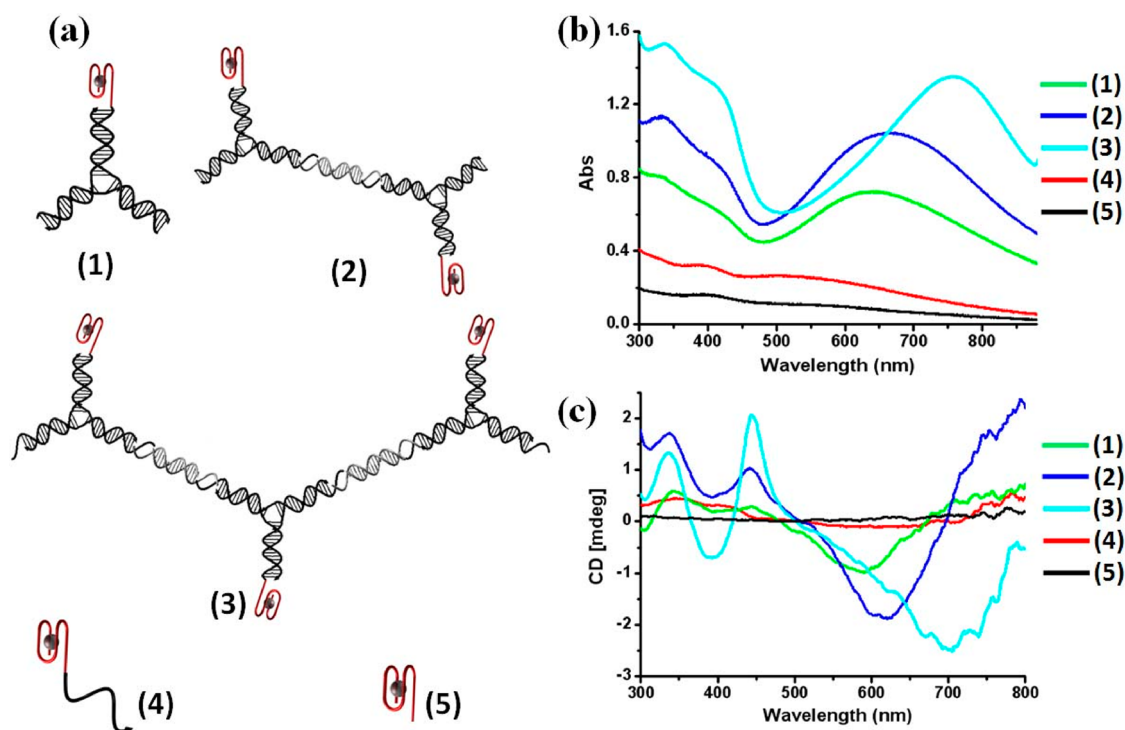 (a)
(1)
(2)
(3)
(4)
(5)
(b)
1.6
1.2
0.8
0.4
0.0
Abs
300 400 500 600 700 800
Wavelength (nm)
(1)
(2)
(3)
(4)
(5)
(c)
2
1
0
-1
-2
-3
CD [mdeg]
300 400 500 600 700 800
Wavelength (nm)
(1)
(2)
(3)
(4)
(5)